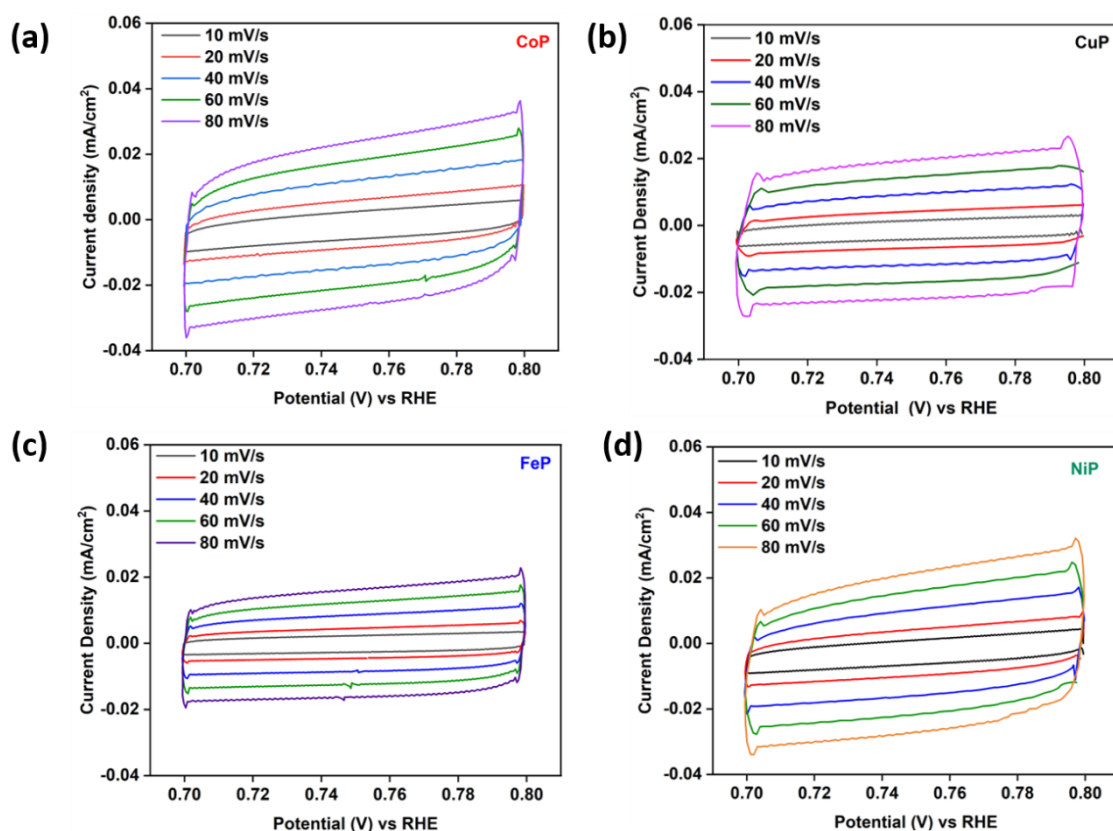 (a)
CoP
10 mV/s
20 mV/s
40 mV/s
60 mV/s
80 mV/s
Current density (mA/cm²)
0.06
0.04
0.02
0.00
-0.02
-0.04
0.70 0.72 0.74 0.76 0.78 0.80
Potential (V) vs RHE
(b)
CuP
10 mV/s
20 mV/s
40 mV/s
60 mV/s
80 mV/s
Current Density (mA/cm²)
0.06
0.04
0.02
0.00
-0.02
-0.04
0.70 0.72 0.74 0.76 0.78 0.80
Potential (V) vs RHE
(c)
FeP
10 mV/s
20 mV/s
40 mV/s
60 mV/s
80 mV/s
Current Density (mA/cm²)
0.06
0.04
0.02
0.00
-0.02
-0.04
0.70 0.72 0.74 0.76 0.78 0.80
Potential (V) vs RHE
(d)
NiP
10 mV/s
20 mV/s
40 mV/s
60 mV/s
80 mV/s
Current Density (mA/cm²)
0.06
0.04
0.02
0.00
-0.02
-0.04
0.70 0.72 0.74 0.76 0.78 0.80
Potential (V) vs RHE